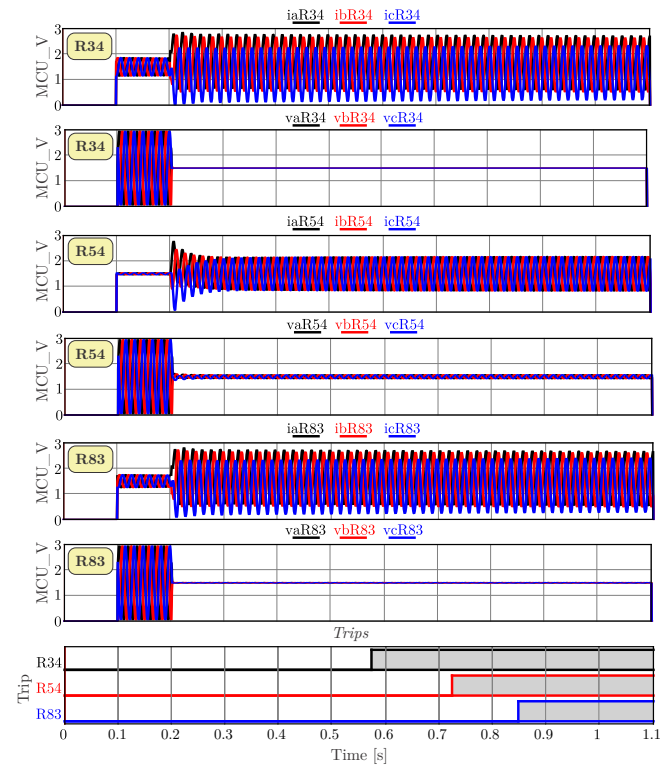 iaR34 ibR34 icR34
MCU_V
3
2
1
0
R34
vaR34 vbR34 vcR34
MCU_V
3
2
1
0
R34
iaR54 ibR54 icR54
MCU_V
3
2
1
0
R54
vaR54 vbR54 vcR54
MCU_V
3
2
1
0
R54
iaR83 ibR83 icR83
MCU_V
3
2
1
0
R83
vaR83 vbR83 vcR83
MCU_V
3
2
1
0
R83
Trips
Trip
R34
R54
R83
0 0.1 0.2 0.3 0.4 0.5 0.6 0.7 0.8 0.9 1 1.1
Time [s]